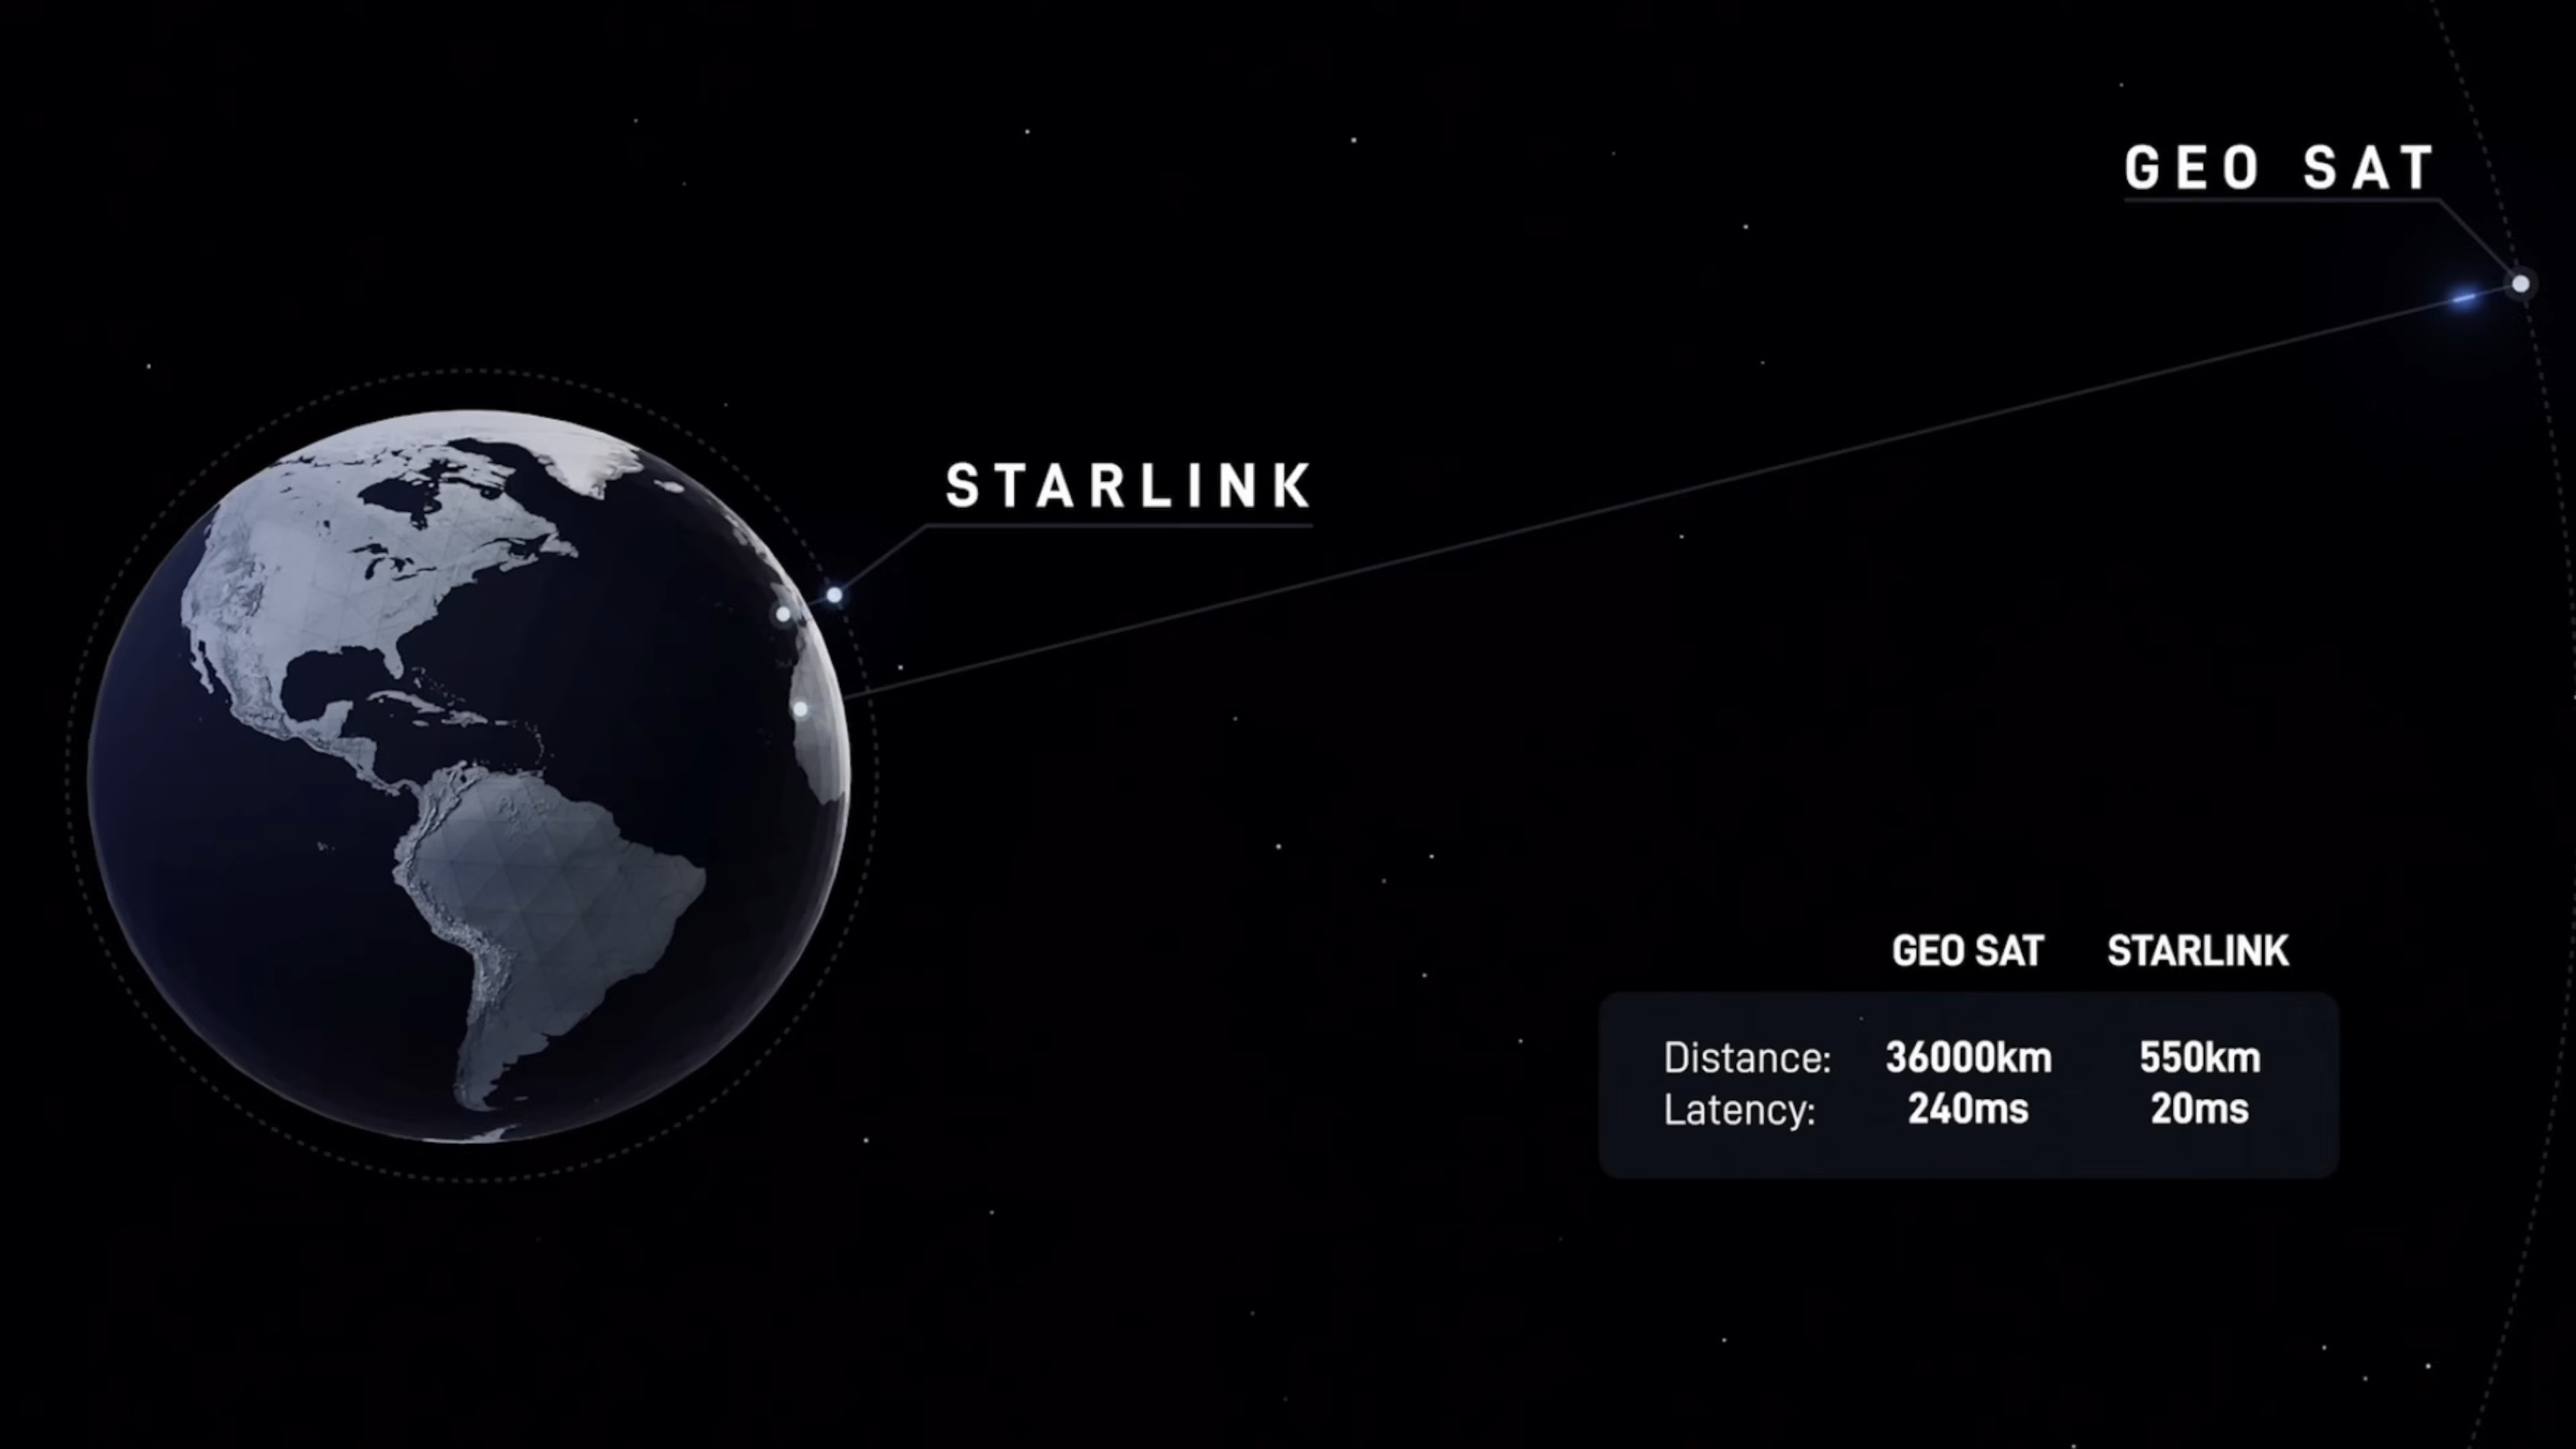 GEO SAT
STARLINK
GEO SAT STARLINK
Distance: 36000km 550km
Latency: 240ms 20ms